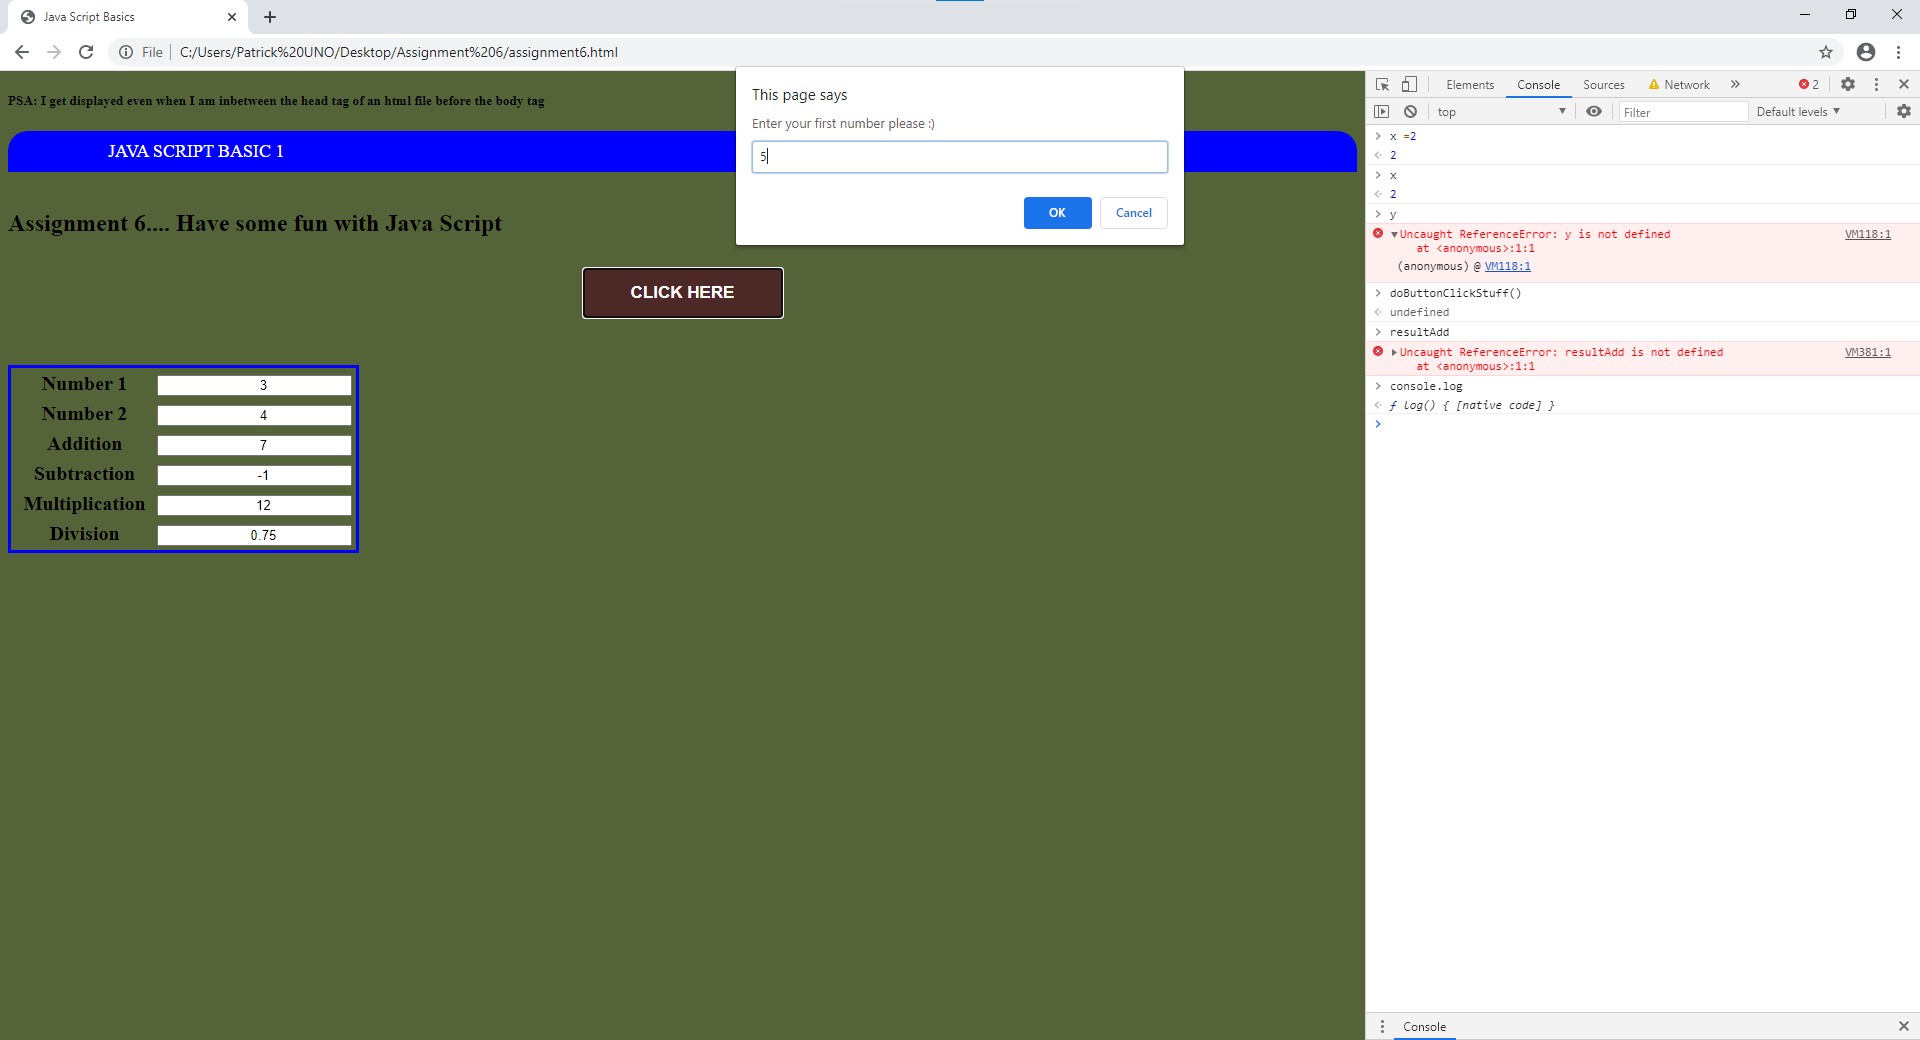 Java Script Basics
File
C:/Users/Patrick%20UNO/Desktop/Assignment%206/assignment6.html
PSA: I get displayed even when I am inbetween the head tag of an html file before the body tag
JAVA SCRIPT BASIC 1
Assignment 6.... Have some fun with Java Script
CLICK HERE
Number 1 3
Number 2 4
Addition 7
Subtraction -1
Multiplication 12
Division 0.75
This page says
Enter your first number please :)
5
OK Cancel
Elements Console Sources Network » 2
top Filter Default levels
> x =2
2
> x
2
> y
Uncaught ReferenceError: y is not defined VM118:1
at <anonymous>:1:1
(anonymous) @ VM118:1
> doButtonClickStuff()
undefined
> resultAdd
Uncaught ReferenceError: resultAdd is not defined VM381:1
at <anonymous>:1:1
> console.log
ƒ log() { [native code] }
>
Console